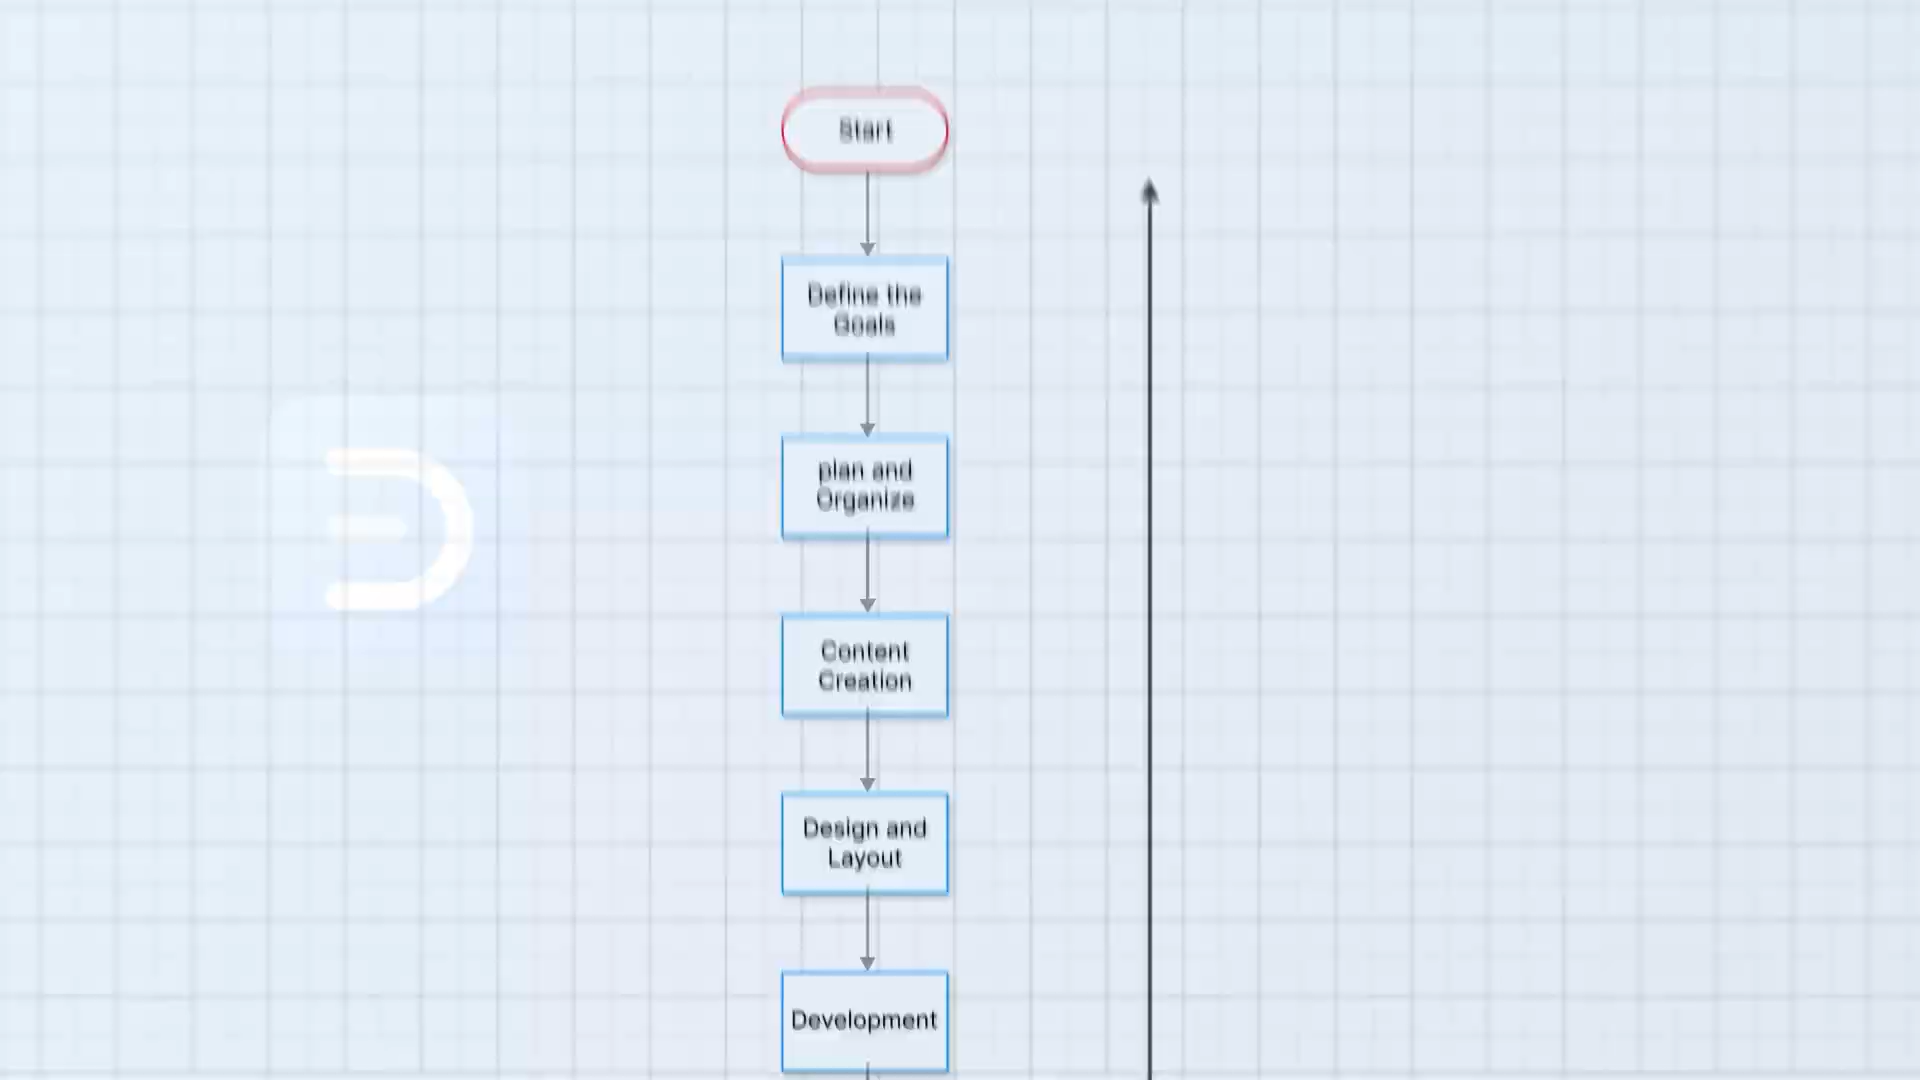 Start
Define the
Goals
plan and
Organize
Content
Creation
Design and
Layout
Development